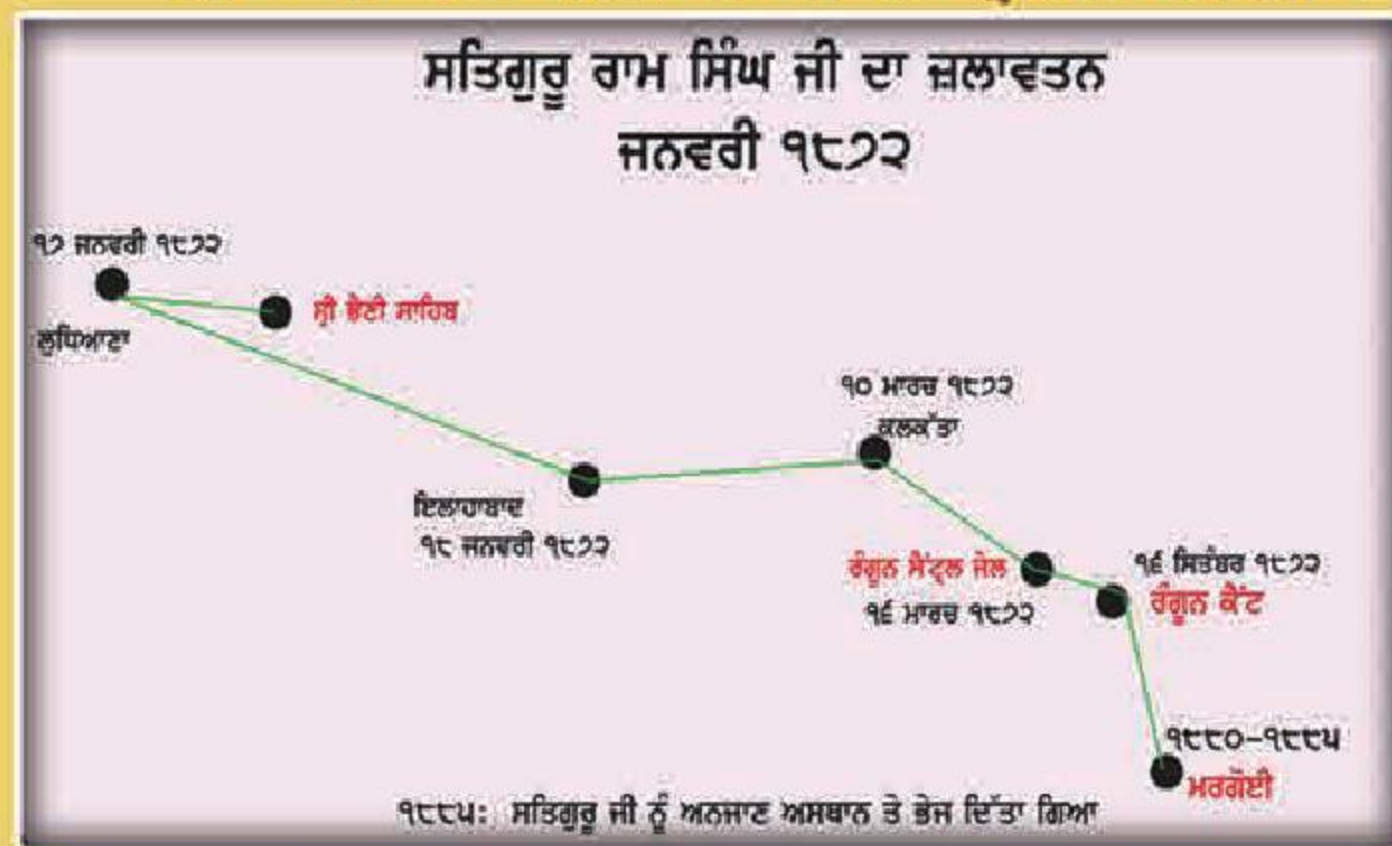 ਸਤਿਗੁਰੂ ਰਾਮ ਸਿੰਘ ਜੀ ਦਾ ਜ਼ਲਾਵਤਨ
ਜਨਵਰੀ ੧੮੭੨
੧੭ ਜਨਵਰੀ ੧੮੭੨
ਲੁਧਿਆਣਾ
ਸ੍ਰੀ ਭੈਣੀ ਸਾਹਿਬ
੧੦ ਮਾਰਚ ੧੮੭੨
ਕਲਕੱਤਾ
ਇਲਾਹਾਬਾਦ
੧੮ ਜਨਵਰੀ ੧੮੭੨
ਰੰਗੂਨ ਸੈਂਟ੍ਰਲ ਜੇਲ
੧੬ ਮਾਰਚ ੧੮੭੨
੧੬ ਸਿਤੰਬਰ ੧੮੭੨
ਰੰਗੂਨ ਕੈਂਟ
੧੮੮੦-੧੮੮੫
ਮਰਗੋਈ
੧੮੮੫: ਸਤਿਗੁਰੂ ਜੀ ਨੂੰ ਅਨਜਾਣ ਅਸਥਾਨ ਤੇ ਭੇਜ ਦਿੱਤਾ ਗਿਆ